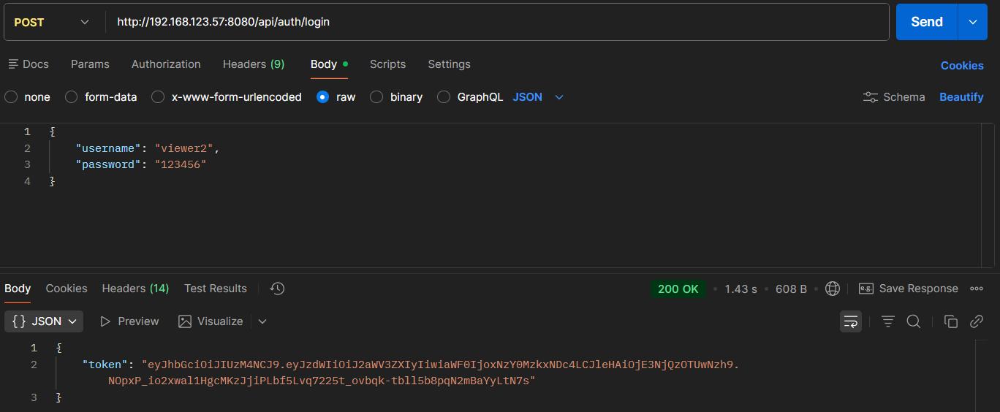 POST
http://192.168.123.57:8080/api/auth/login
Send
Docs Params Authorization Headers (9) Body Scripts Settings Cookies
none form-data x-www-form-urlencoded raw binary GraphQL JSON Schema Beautify
1 {
2 "username": "viewer2",
3 "password": "123456"
4 }
Body Cookies Headers (14) Test Results 200 OK • 1.43 s • 608 B • e.g. Save Response
{} JSON Preview Visualize
1 {
2 "token": "eyJhbGciOiJIUzM4NCJ9.eyJzdWIiOiJ2aWV3ZXIyIiwiaWF0IjoxNzY0MzkxNDc4LCJleHAiOjE3NjQzOTUwNzh9.
NOpxP_io2xwal1HgcMKzJjiPLbf5Lvq7225t_ovbqk-tbll5b8pqN2mBaYyLtN7s"
3 }